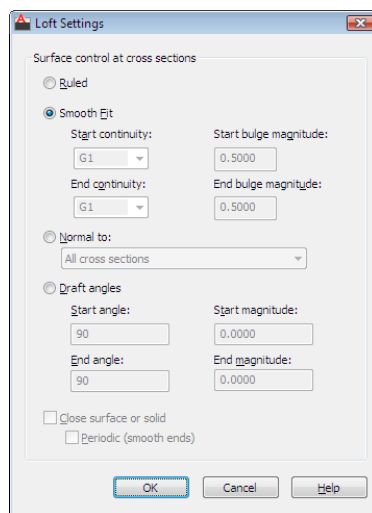 Loft Settings
Surface control at cross sections
Ruled
Smooth Fit
Start continuity: Start bulge magnitude:
G1 0.5000
End continuity: End bulge magnitude:
G1 0.5000
Normal to:
All cross sections
Draft angles
Start angle: Start magnitude:
90 0.0000
End angle: End magnitude:
90 0.0000
Close surface or solid
Periodic (smooth ends)
OK Cancel Help